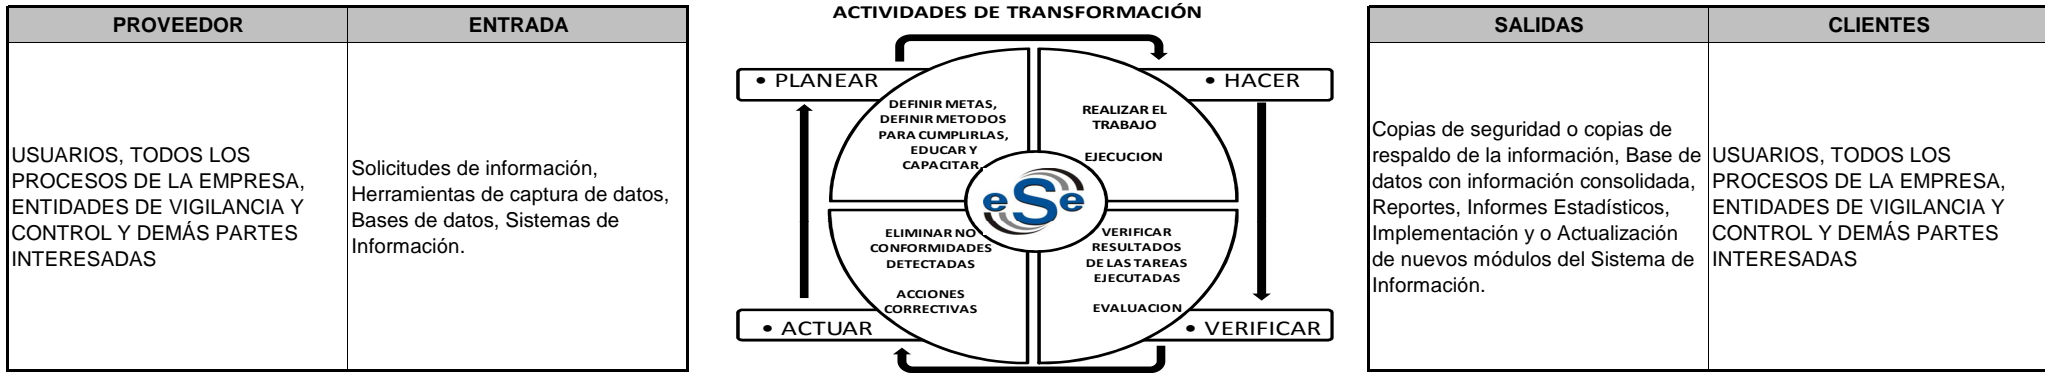 PROVEEDOR
ENTRADA
USUARIOS, TODOS LOS
PROCESOS DE LA EMPRESA,
ENTIDADES DE VIGILANCIA Y
CONTROL Y DEMÁS PARTES
INTERESADAS
Solicitudes de información,
Herramientas de captura de datos,
Bases de datos, Sistemas de
Información.
ACTIVIDADES DE TRANSFORMACIÓN
• PLANEAR
DEFINIR METAS,
DEFINIR METODOS
PARA CUMPLIRLAS,
EDUCAR Y
CAPACITAR.
• HACER
REALIZAR EL
TRABAJO
EJECUCION
eSe
ELIMINAR NO
CONFORMIDADES
DETECTADAS
ACCIONES
CORRECTIVAS
• ACTUAR
VERIFICAR
RESULTADOS
DE LAS TAREAS
EJECUTADAS
EVALUACION
• VERIFICAR
SALIDAS
CLIENTES
Copias de seguridad o copias de
respaldo de la información, Base de
datos con información consolidada,
Reportes, Informes Estadísticos,
Implementación y o Actualización
de nuevos módulos del Sistema de
Información.
USUARIOS, TODOS LOS
PROCESOS DE LA EMPRESA,
ENTIDADES DE VIGILANCIA Y
CONTROL Y DEMÁS PARTES
INTERESADAS